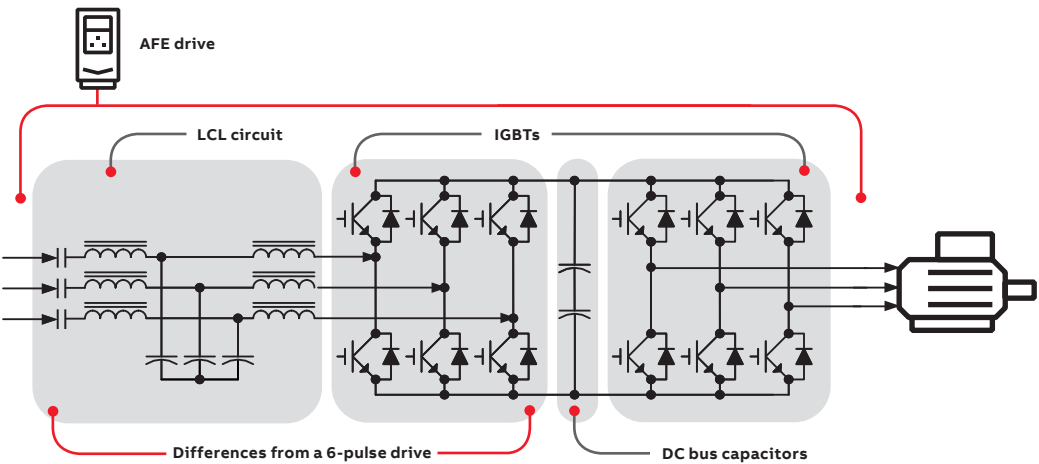 AFE drive
LCL circuit
IGBTs
Differences from a 6-pulse drive
DC bus capacitors